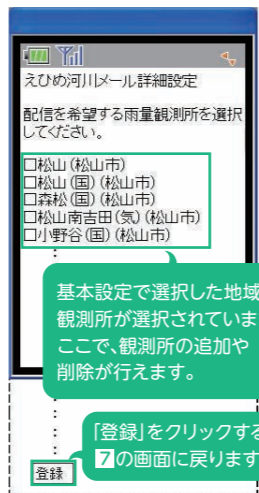 えひめ河川メール詳細設定
配信を希望する雨量観測所を選択
してください。
□松山(松山市)
□松山(国)(松山市)
□森松(国)(松山市)
□松山南吉田(気)(松山市)
□小野谷(国)(松山市)
:
基本設定で選択した地域
観測所が選択されていま
ここで、観測所の追加や
削除が行えます。
:
:
:
「登録」をクリックする
7の画面に戻ります
登録